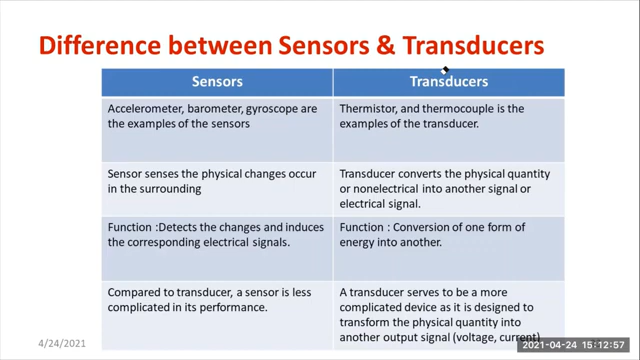 Difference between Sensors & Transducers
Sensors
Transducers
Accelerometer, barometer, gyroscope are
the examples of the sensors
Thermistor, and thermocouple is the
examples of the transducer.
Sensor senses the physical changes occur
in the surrounding
Transducer converts the physical quantity
or nonelectrical into another signal or
electrical signal.
Function :Detects the changes and induces
the corresponding electrical signals.
Function : Conversion of one form of
energy into another.
Compared to transducer, a sensor is less
complicated in its performance.
A transducer serves to be a more
complicated device as it is designed to
transform the physical quantity into
another output signal (voltage, current)
4/24/2021
2021-04-24 15:12:57